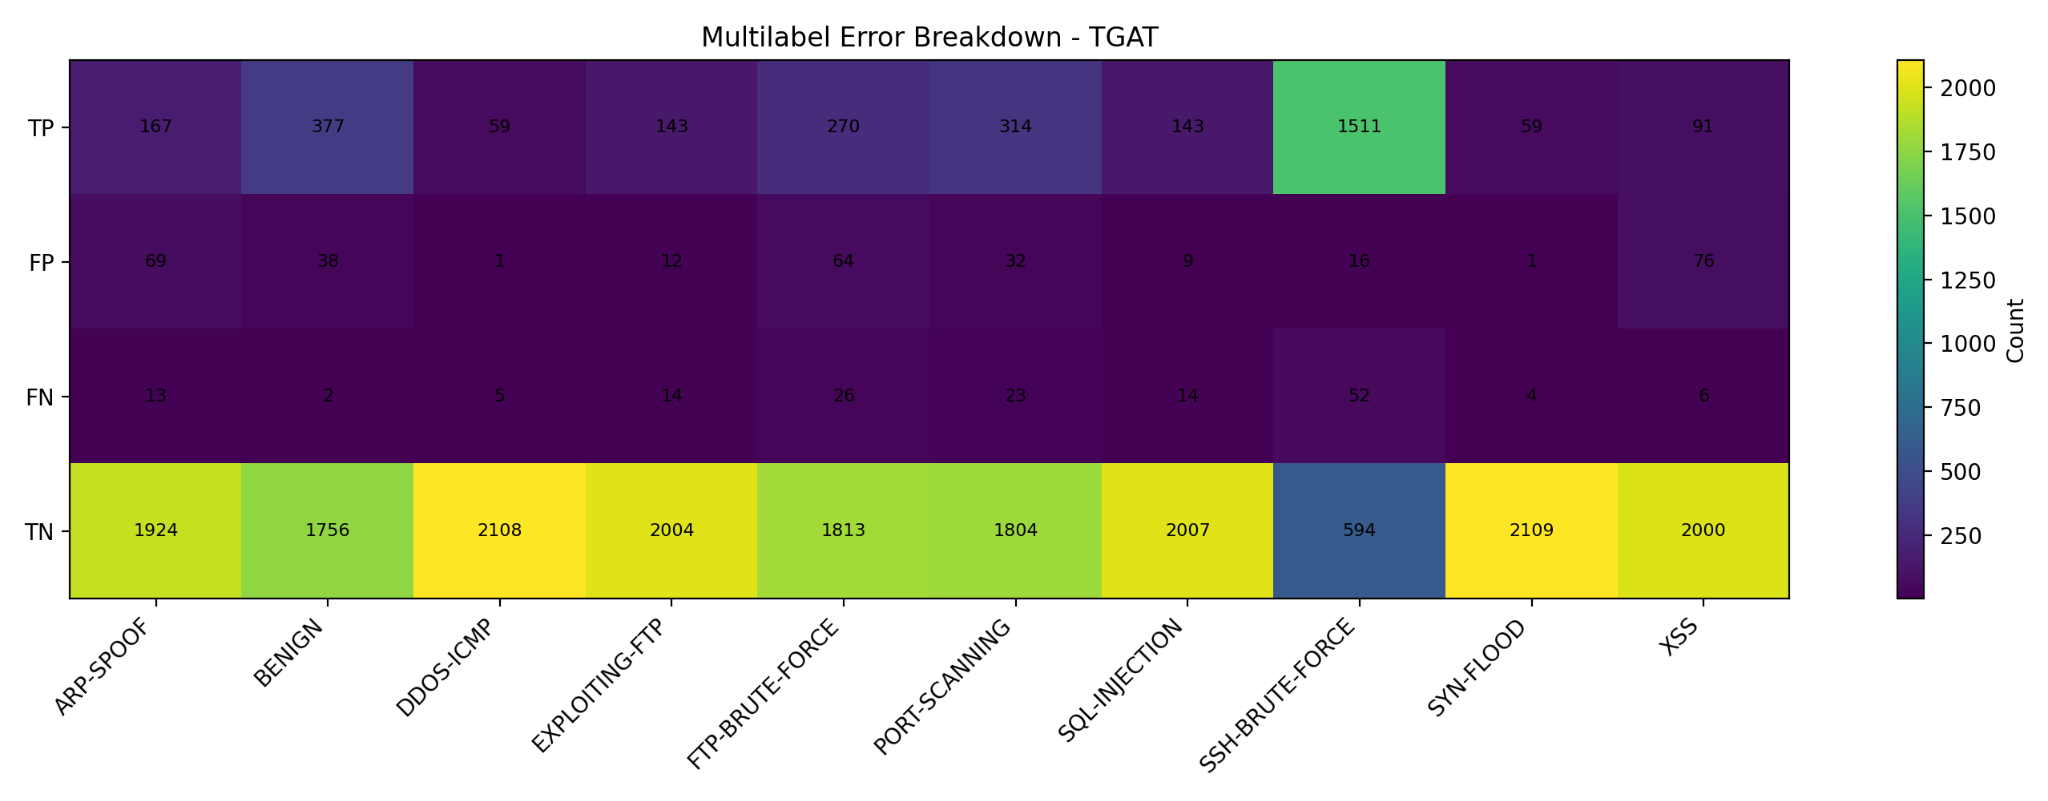 Multilabel Error Breakdown - TGAT
TP 167 377 59 143 270 314 143 1511 59 91
FP 69 38 1 12 64 32 9 16 1 76
FN 13 2 5 14 26 23 14 52 4 6
TN 1924 1756 2108 2004 1813 1804 2007 594 2109 2000
ARP-SPOOF
BENIGN
DDOS-ICMP
EXPLOITING-FTP
FTP-BRUTE-FORCE
PORT-SCANNING
SQL-INJECTION
SSH-BRUTE-FORCE
SYN-FLOOD
XSS
2000
1750
1500
1250
1000
750
500
250
Count